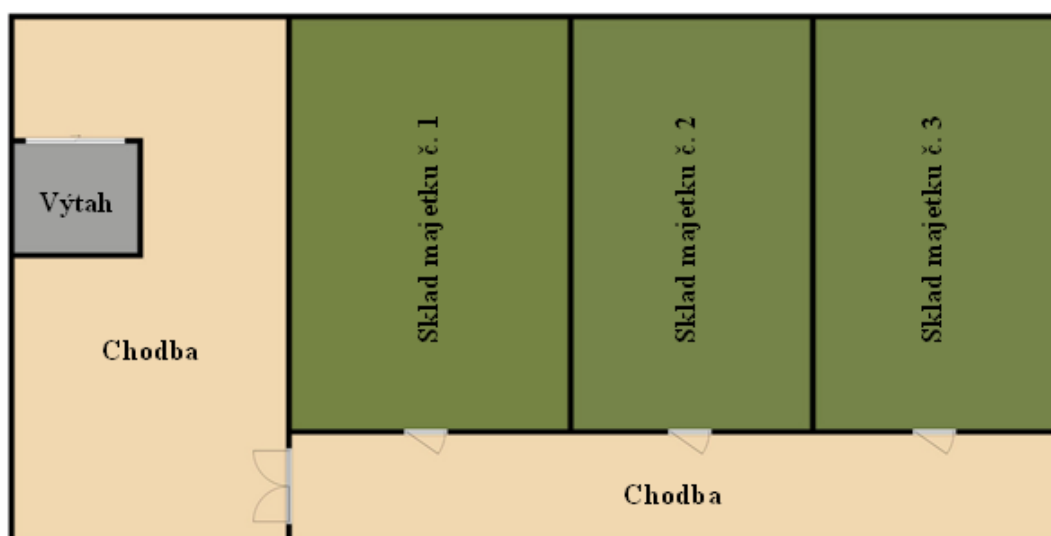 Výtah
Chodba
Sklad majetku č. 1
Sklad majetku č. 2
Sklad majetku č. 3
Chodba